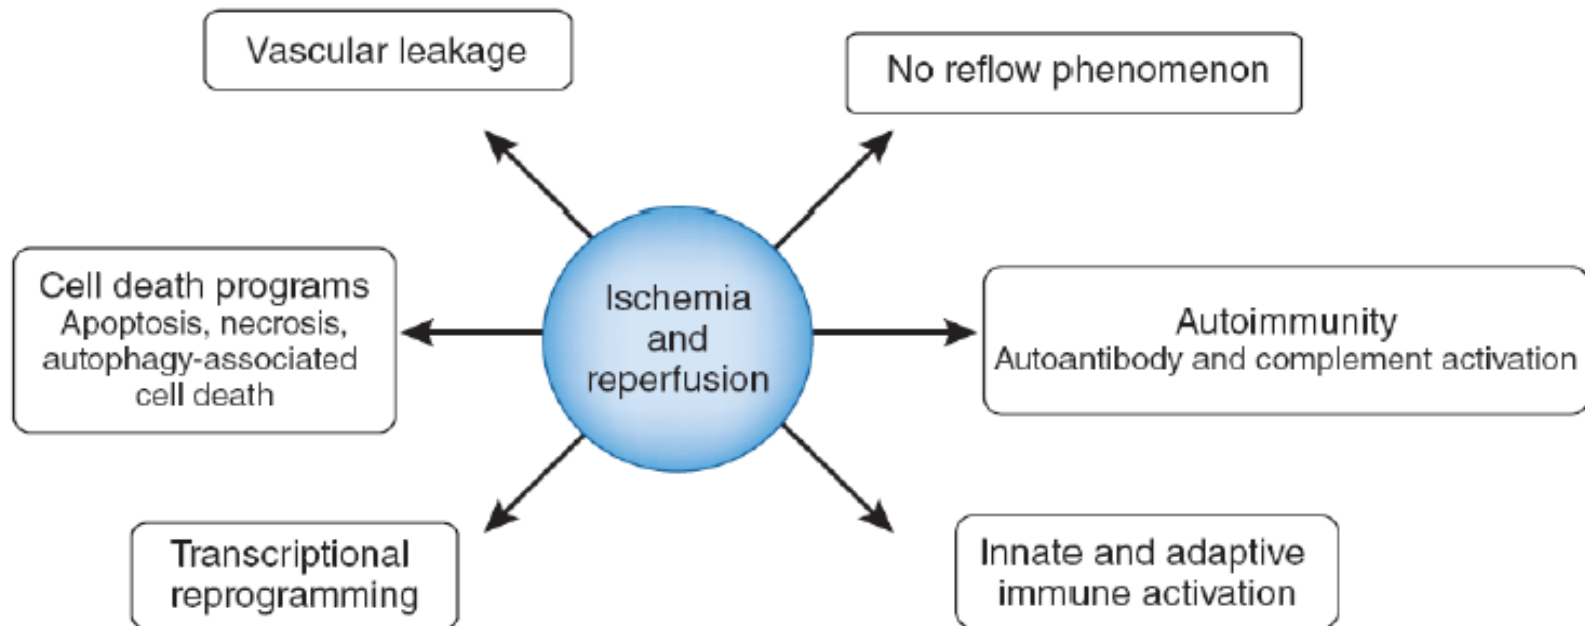 Vascular leakage
No reflow phenomenon
Cell death programs
Apoptosis, necrosis,
autophagy-associated
cell death
Ischemia
and
reperfusion
Autoimmunity
Autoantibody and complement activation
Transcriptional
reprogramming
Innate and adaptive
immune activation